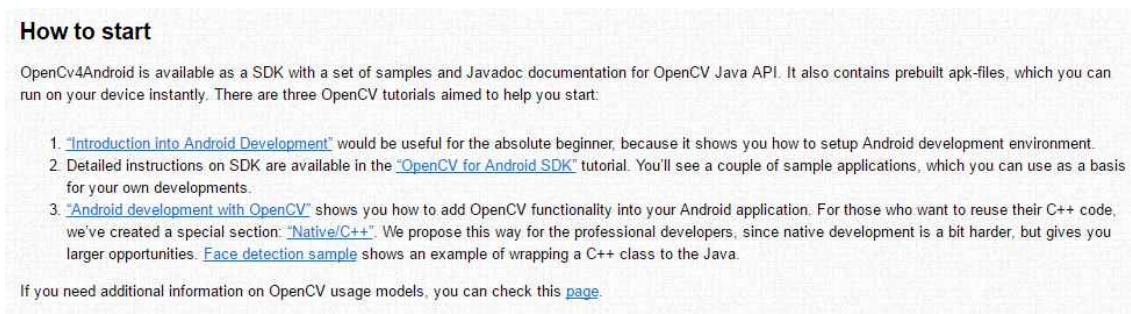 How to start
OpenCv4Android is available as a SDK with a set of samples and Javadoc documentation for OpenCV Java API. It also contains prebuilt apk-files, which you can
run on your device instantly. There are three OpenCV tutorials aimed to help you start:
1. “Introduction into Android Development” would be useful for the absolute beginner, because it shows you how to setup Android development environment.
2. Detailed instructions on SDK are available in the “OpenCV for Android SDK” tutorial. You'll see a couple of sample applications, which you can use as a basis
for your own developments.
3. “Android development with OpenCV” shows you how to add OpenCV functionality into your Android application. For those who want to reuse their C++ code,
we've created a special section: “Native/C++”. We propose this way for the professional developers, since native development is a bit harder, but gives you
larger opportunities. Face detection sample shows an example of wrapping a C++ class to the Java.
If you need additional information on OpenCV usage models, you can check this page.